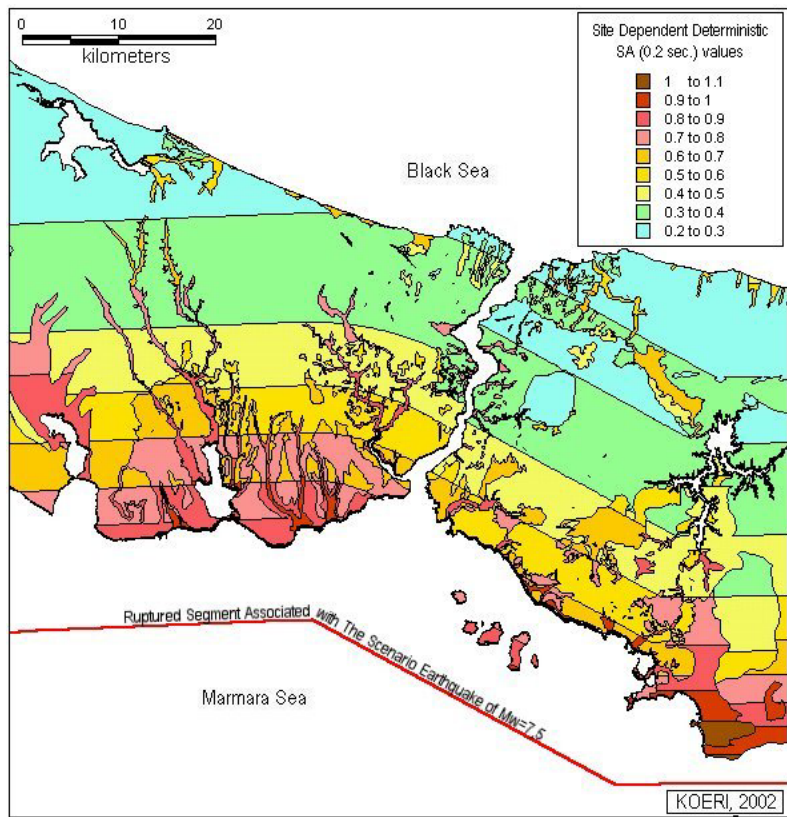 0 10 20
kilometers
Site Dependent Deterministic
SA (0.2 sec.) values
1 to 1.1
0.9 to 1
0.8 to 0.9
0.7 to 0.8
0.6 to 0.7
0.5 to 0.6
0.4 to 0.5
0.3 to 0.4
0.2 to 0.3
Black Sea
Ruptured Segment Associated with The Scenario Earthquake of Mw=7.5
Marmara Sea
KOERI, 2002